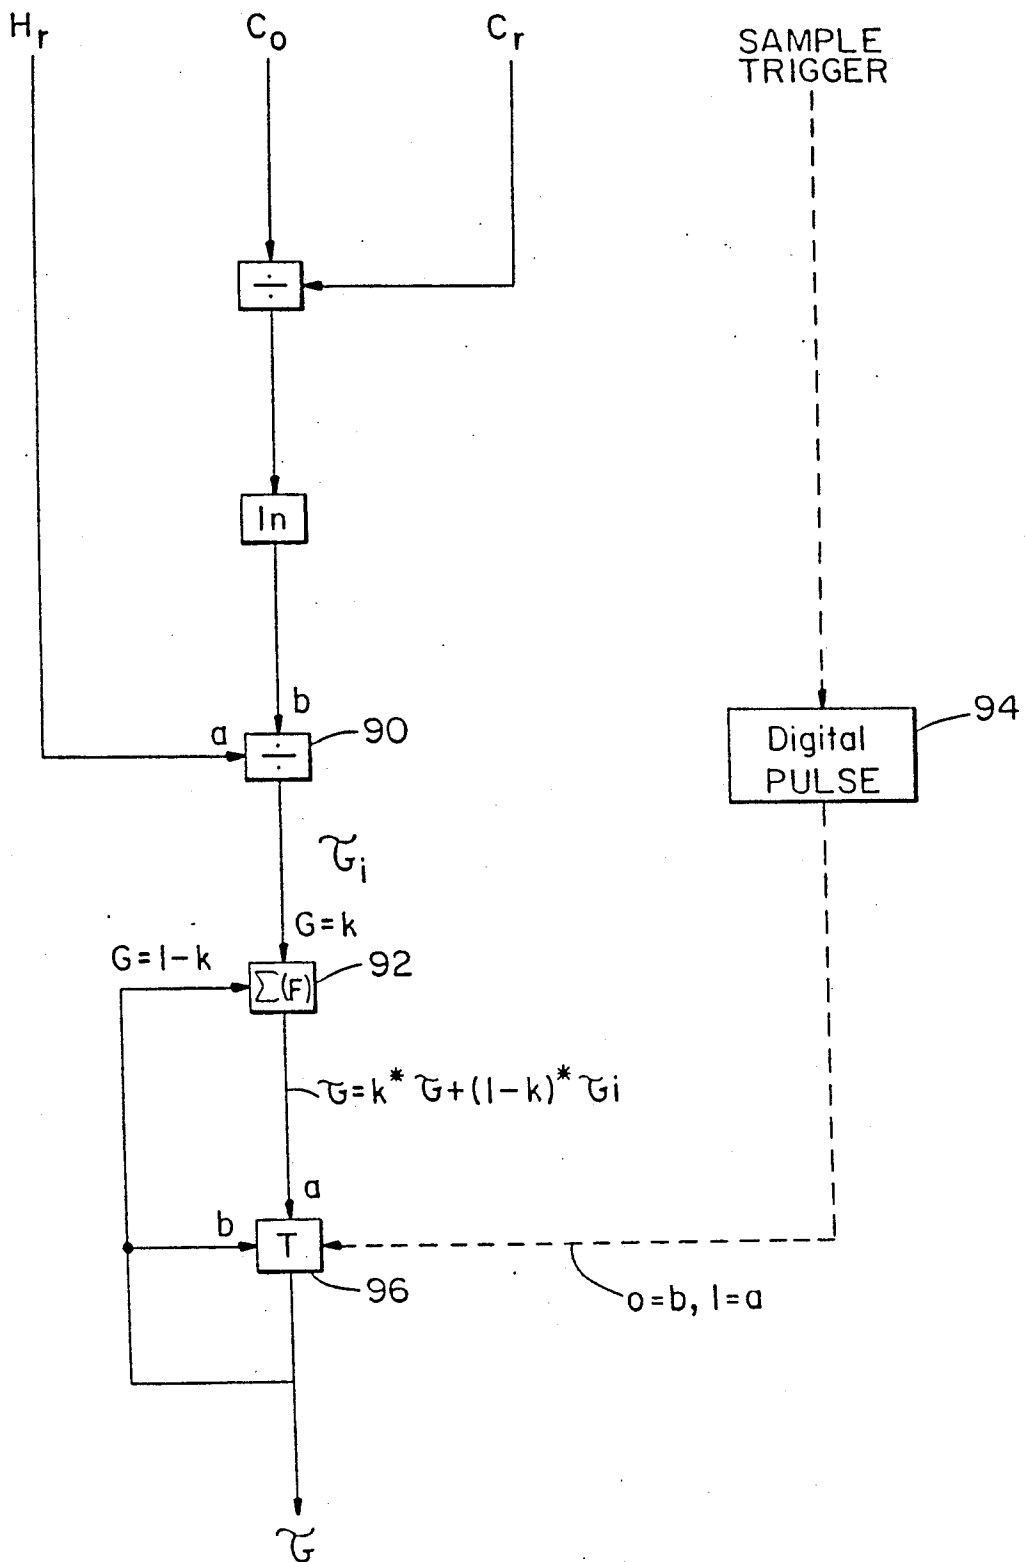 Hr
Co
Cr
SAMPLE
TRIGGER
÷
ln
b
a
÷
90
94
Digital
PULSE
τi
G=k
G=1-k
92
Σ(F)
τ=k* τ+(1-k)* τi
a
b
T
96
o=b, 1=a
τ